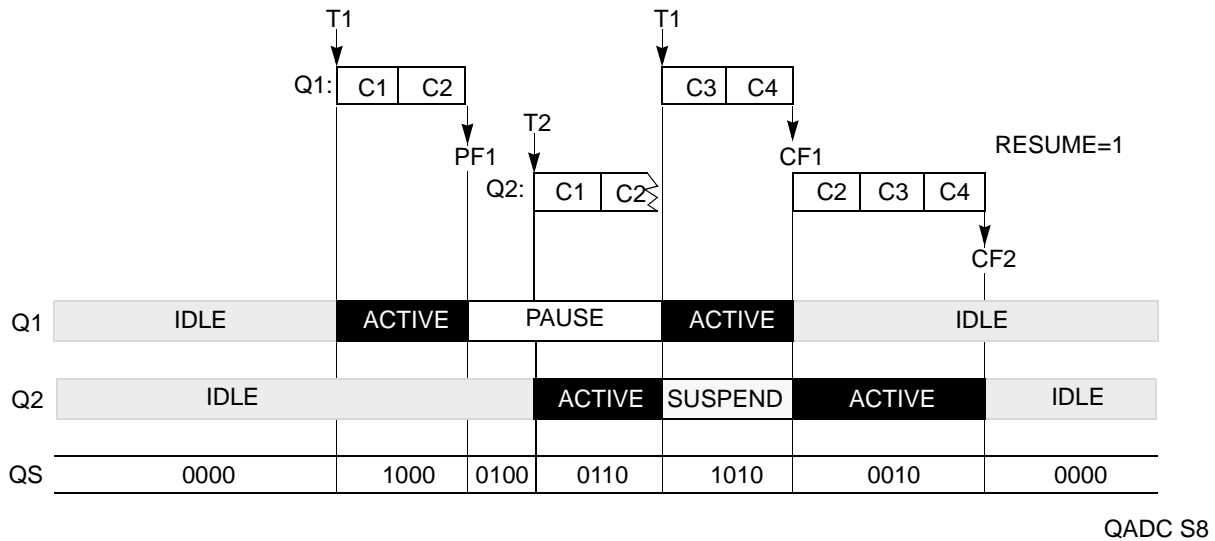 T1 T1
Q1: C1 C2 C3 C4
T2
PF1 CF1 RESUME=1
Q2: C1 C2 C2 C3 C4
CF2
Q1 IDLE ACTIVE PAUSE ACTIVE IDLE
Q2 IDLE ACTIVE SUSPEND ACTIVE IDLE
QS 0000 1000 0100 0110 1010 0010 0000
QADC S8